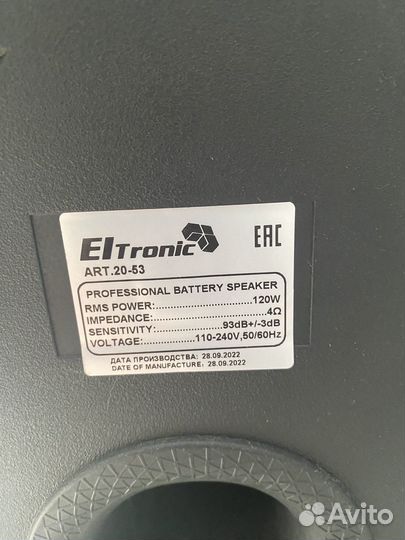 ElTronic
EAC
ART.20-53
PROFESSIONAL BATTERY SPEAKER
RMS POWER:..............................120W
IMPEDANCE:................................4Ω
SENSITIVITY:.....................93dB+/-3dB
VOLTAGE:..............110-240V,50/60Hz
ДАТА ПРОИЗВОДСТВА: 28.09.2022
DATE OF MANUFACTURE: 28.09.2022
Avito